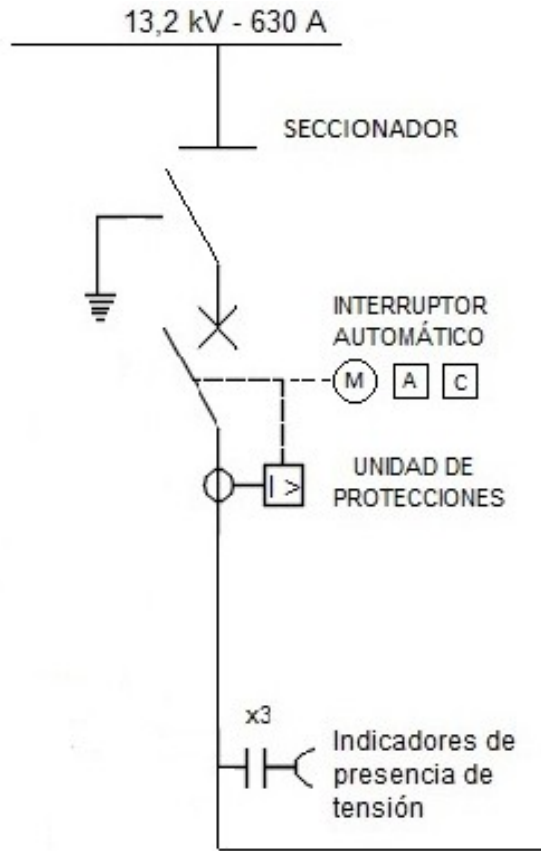 13,2 kV - 630 A
SECCIONADOR
INTERRUPTOR
AUTOMÁTICO
M A C
UNIDAD DE
PROTECCIONES
I >
x3
Indicadores de
presencia de
tensión